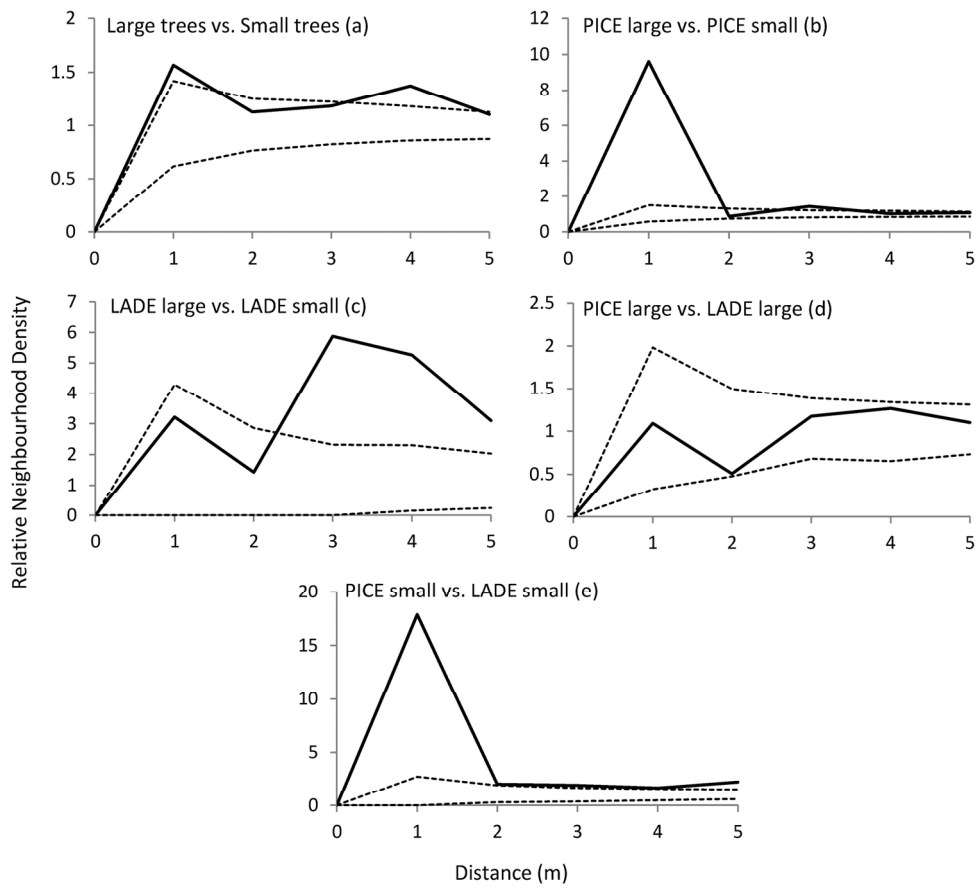 Large trees vs. Small trees (a)
2
1.5
1
0.5
0
0 1 2 3 4 5
PICE large vs. PICE small (b)
12
10
8
6
4
2
0
0 1 2 3 4 5
LADE large vs. LADE small (c)
7
6
5
4
3
2
1
0
0 1 2 3 4 5
PICE large vs. LADE large (d)
2.5
2
1.5
1
0.5
0
0 1 2 3 4 5
PICE small vs. LADE small (e)
20
15
10
5
0
0 1 2 3 4 5
Relative Neighbourhood Density
Distance (m)